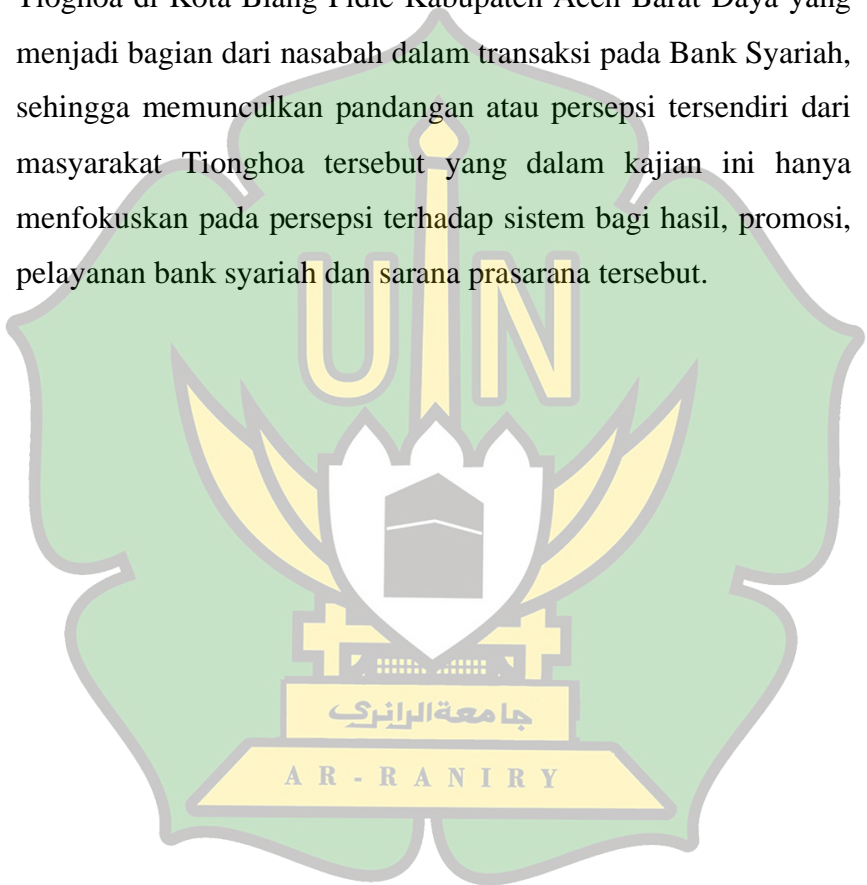 Tioghoa di Kota Blang Pidie Kabupaten Aceh Barat Daya yang
menjadi bagian dari nasabah dalam transaksi pada Bank Syariah,
sehingga memunculkan pandangan atau persepsi tersendiri dari
masyarakat Tionghoa tersebut yang dalam kajian ini hanya
menfokuskan pada persepsi terhadap sistem bagi hasil, promosi,
pelayanan bank syariah dan sarana prasarana tersebut.
UIN
جامعة الرانري
AR-RANIRY